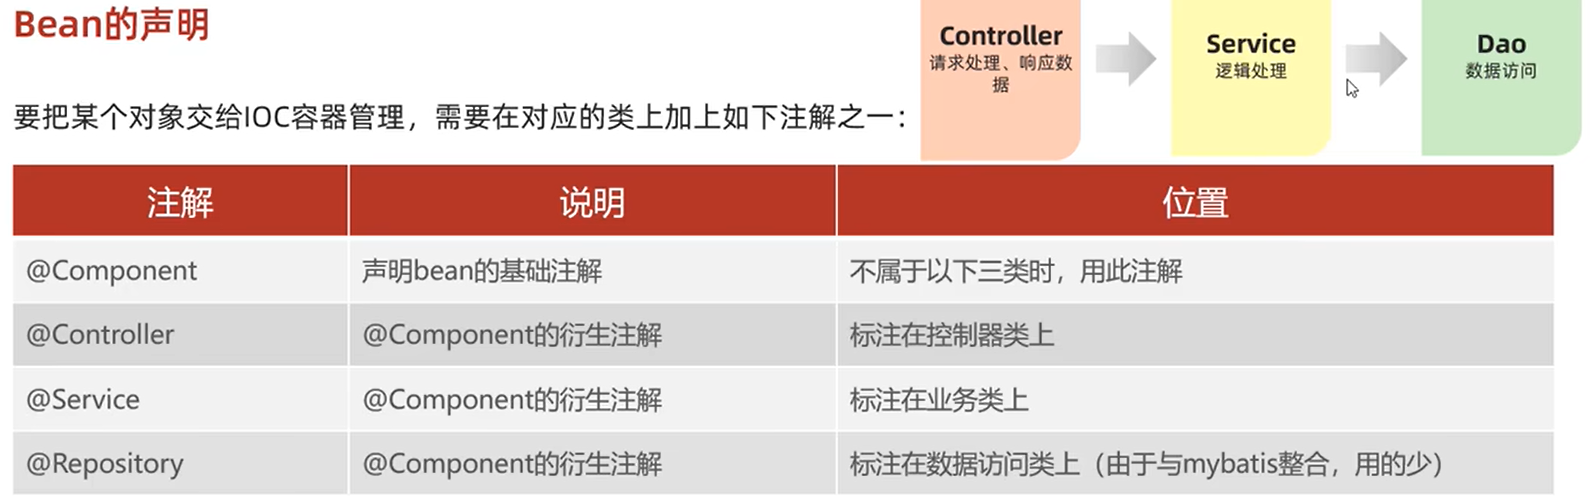 Bean的声明
Controller
请求处理、响应数
据
Service
逻辑处理
Dao
数据访问
要把某个对象交给IOC容器管理，需要在对应的类上加上如下注解之一：
注解 说明 位置
@Component 声明bean的基础注解 不属于以下三类时，用此注解
@Controller @Component的衍生注解 标注在控制器类上
@Service @Component的衍生注解 标注在业务类上
@Repository @Component的衍生注解 标注在数据访问类上（由于与mybatis整合，用的少）